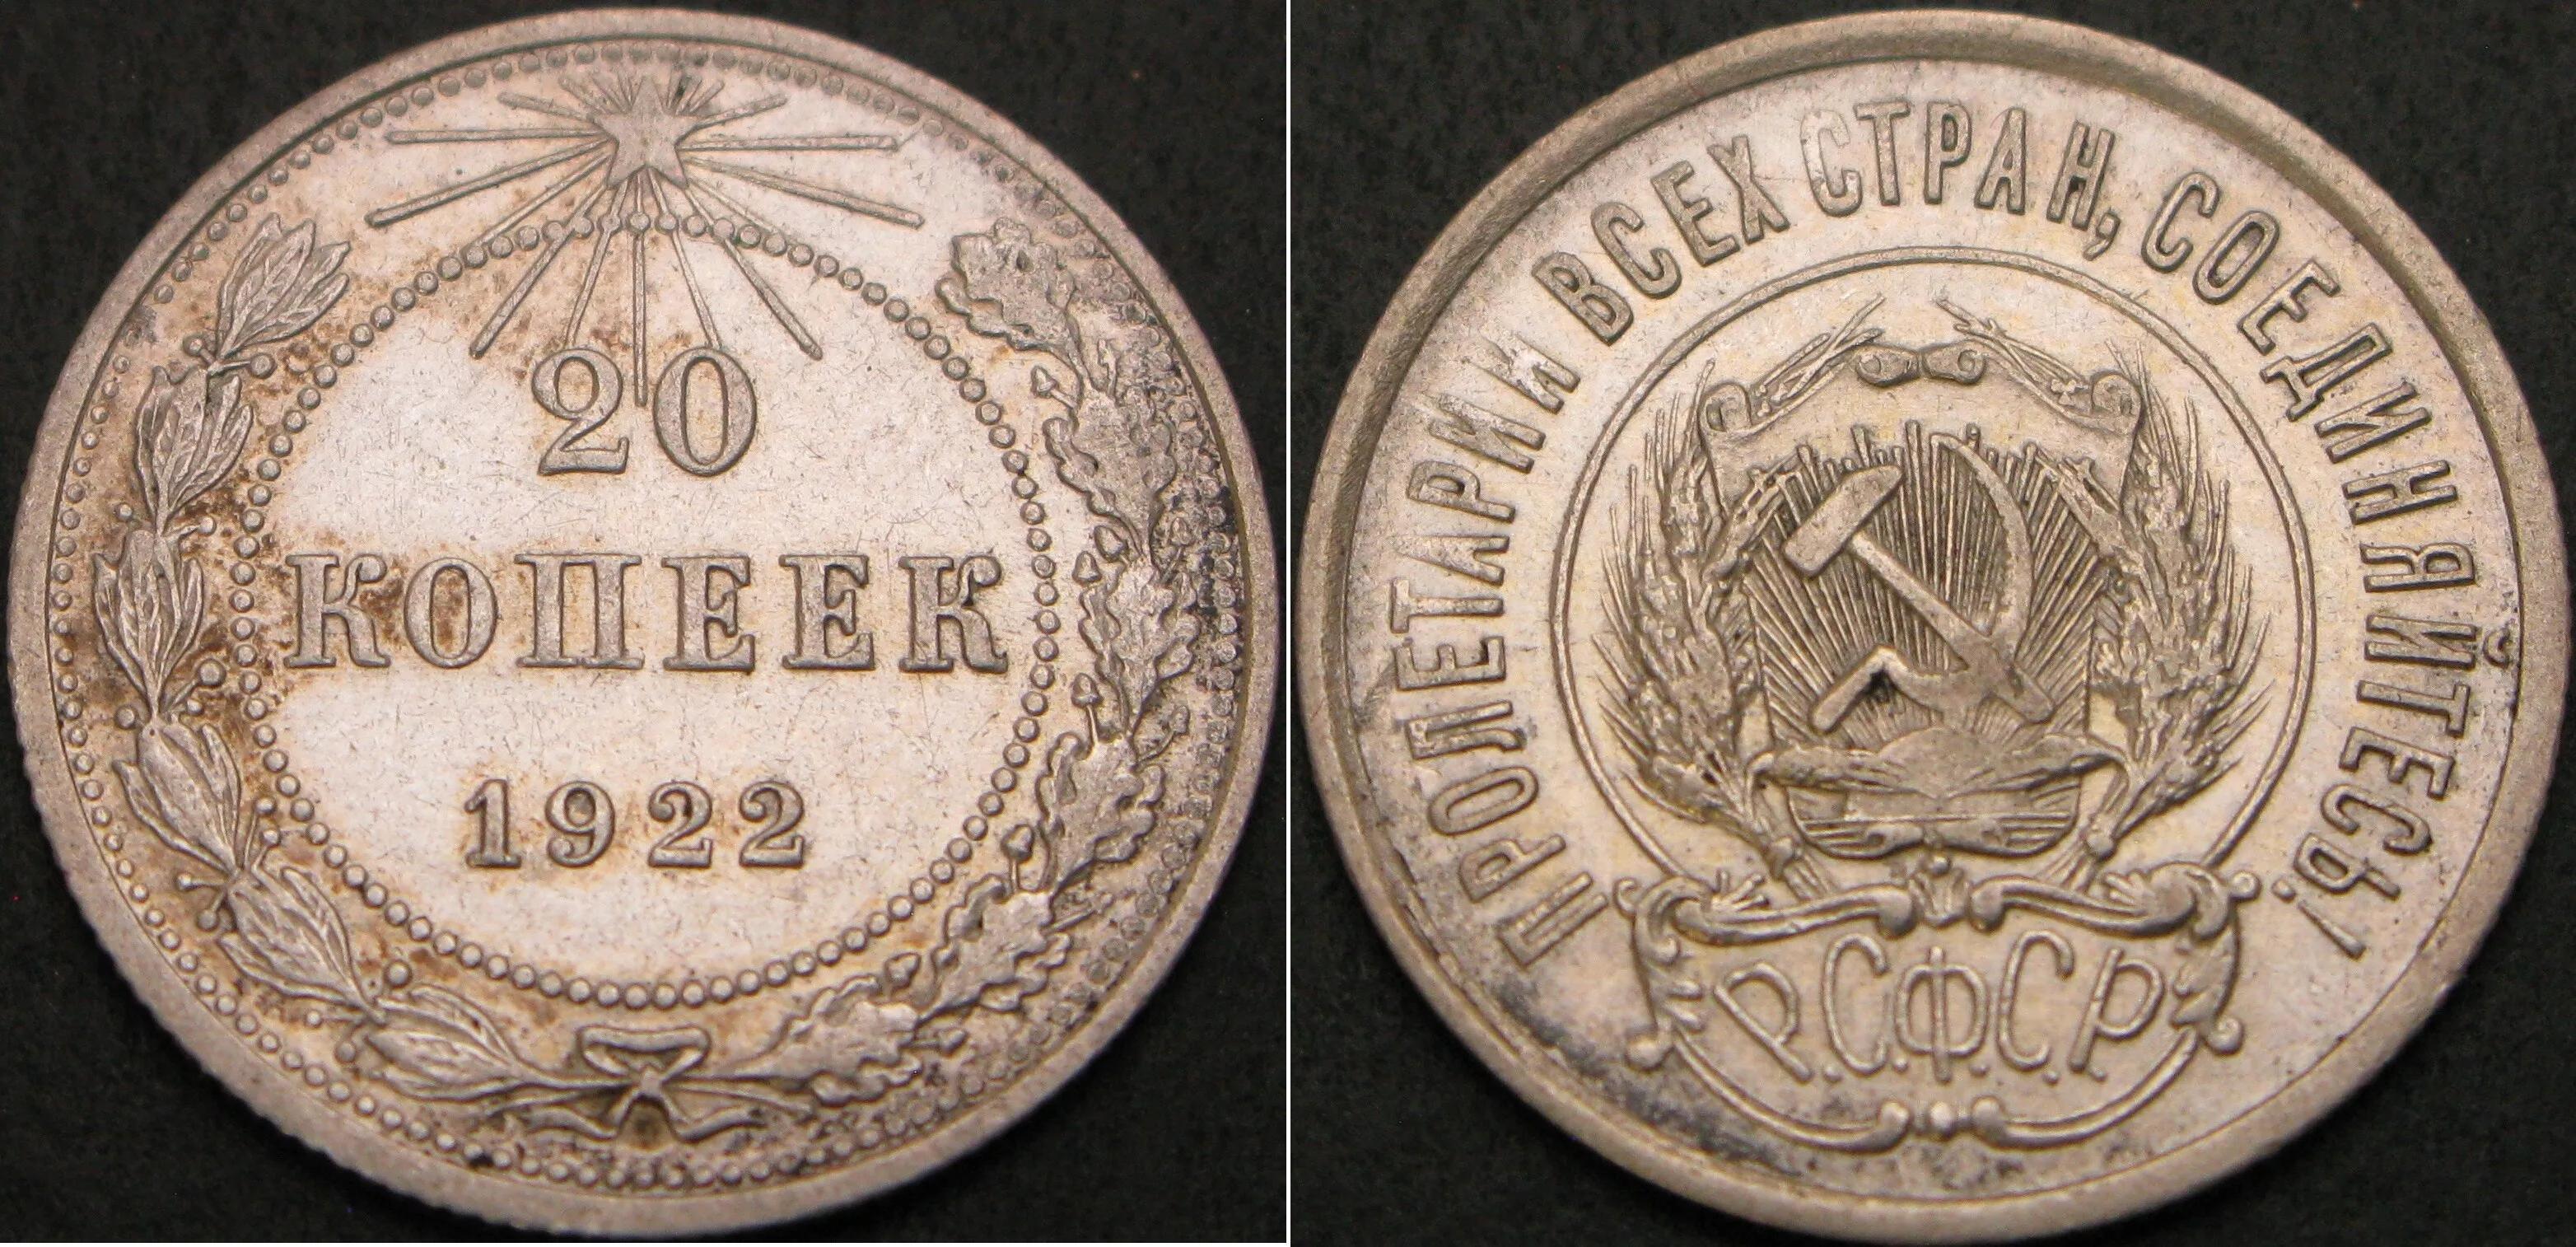 20
КОПЕЕК
1922
ПРОЛЕТАРИИ ВСЕХ СТРАН, СОЕДИНЯЙТЕСЬ!
Р.С.Ф.С.Р.